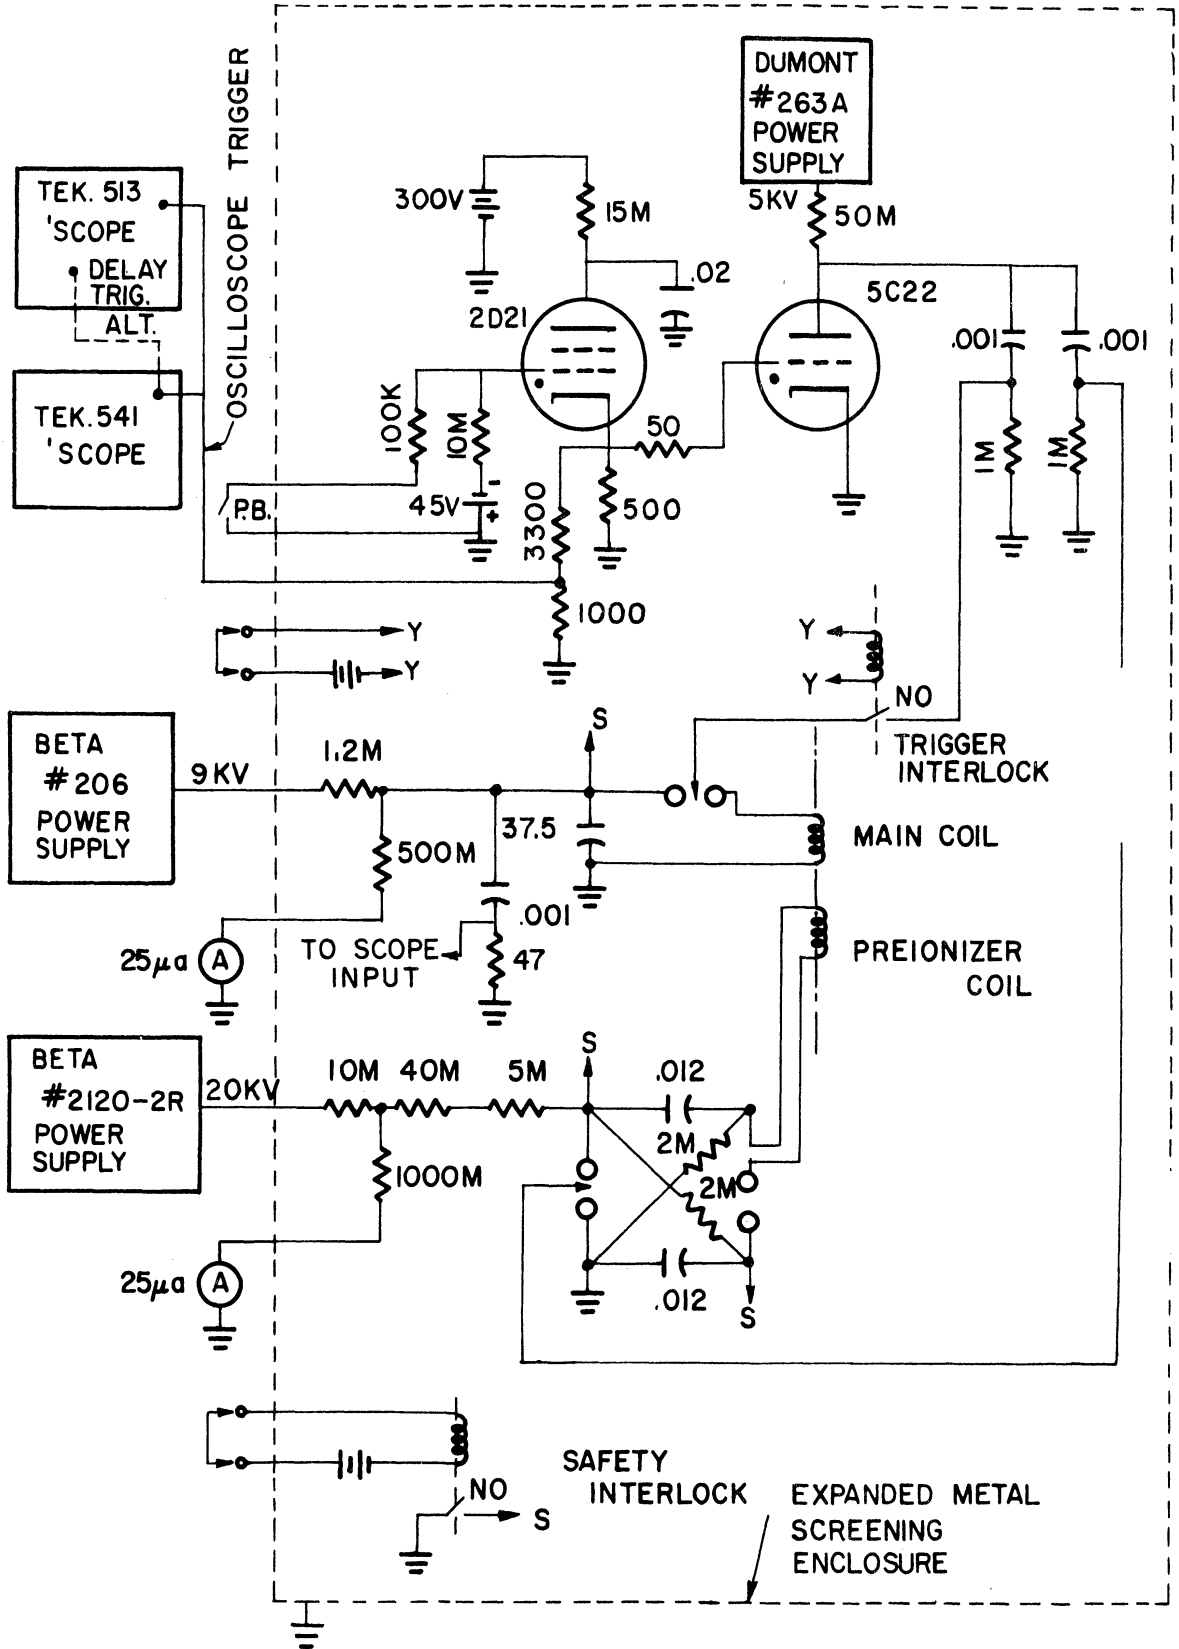 DUMONT
#263A
POWER
SUPPLY
OSCILLOSCOPE TRIGGER
TEK. 513
'SCOPE
DELAY
TRIG.
ALT.
300V
15M
5KV
50M
.02
2D21
5C22
.001
.001
TEK. 541
'SCOPE
100K
10M
50
1M
1M
P.B.
45V
-
+
3300
500
1000
Y
Y
Y
Y
NO
TRIGGER
INTERLOCK
BETA
#206
POWER
SUPPLY
9KV
1.2M
S
37.5
500M
MAIN COIL
.001
25µa
A
TO SCOPE
INPUT
47
PREIONIZER
COIL
BETA
#2120-2R
POWER
SUPPLY
20KV
10M
40M
5M
S
.012
2M
2M
1000M
25µa
A
.012
S
SAFETY
INTERLOCK
NO
S
EXPANDED METAL
SCREENING
ENCLOSURE